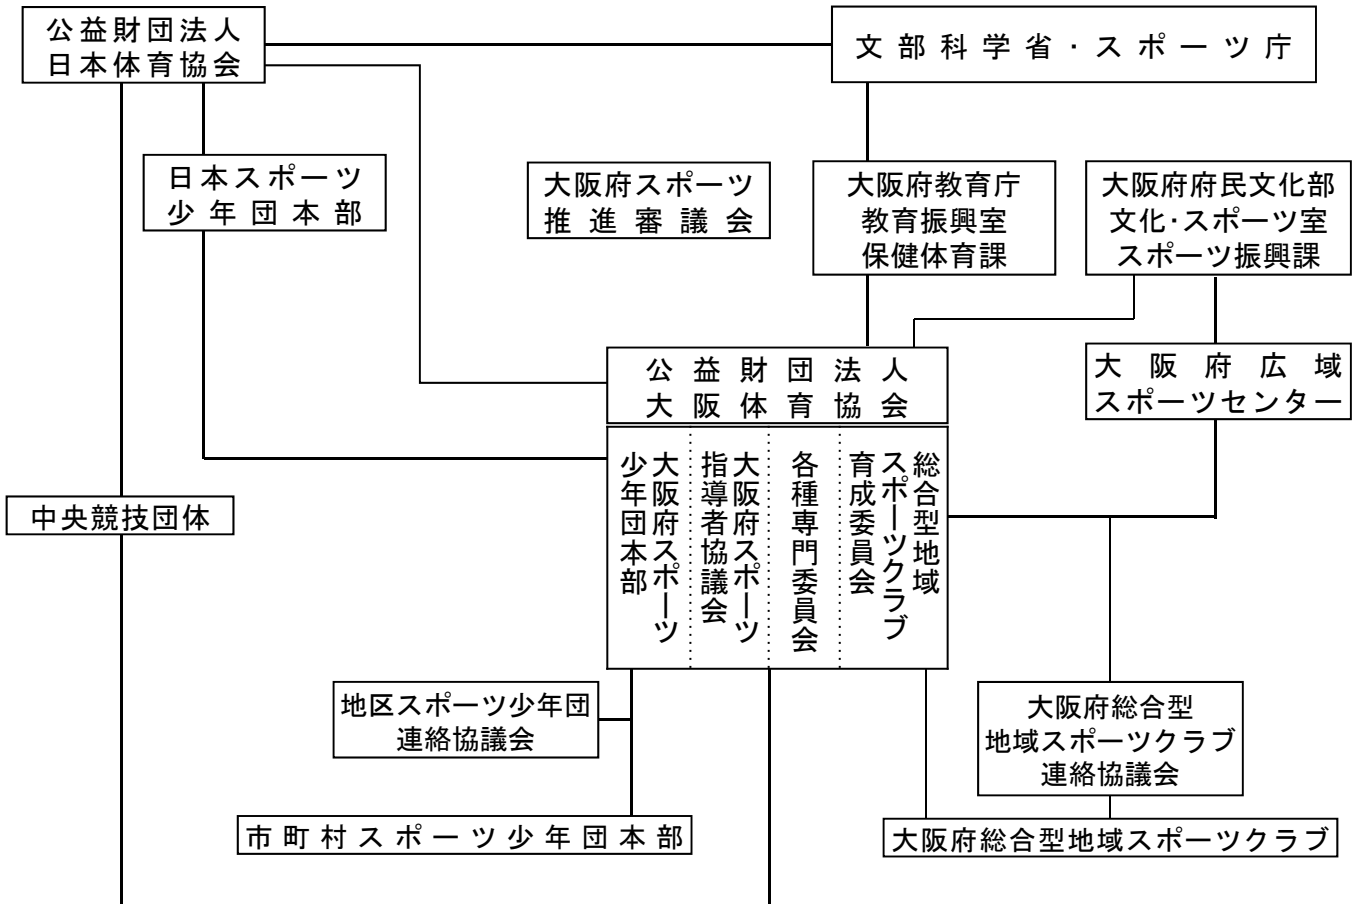 公益財団法人
日本体育協会
文部科学省・スポーツ庁
日本スポーツ
少年団本部
大阪府スポーツ
推進審議会
大阪府教育庁
教育振興室
保健体育課
大阪府府民文化部
文化・スポーツ室
スポーツ振興課
公益財団法人
大阪体育協会
大阪府広域
スポーツセンター
中央競技団体
大阪府スポーツ
少年団本部
大阪府スポーツ
指導者協議会
各種専門委員会
総合型地域
スポーツクラブ
育成委員会
地区スポーツ少年団
連絡協議会
大阪府総合型
地域スポーツクラブ
連絡協議会
市町村スポーツ少年団本部
大阪府総合型地域スポーツクラブ